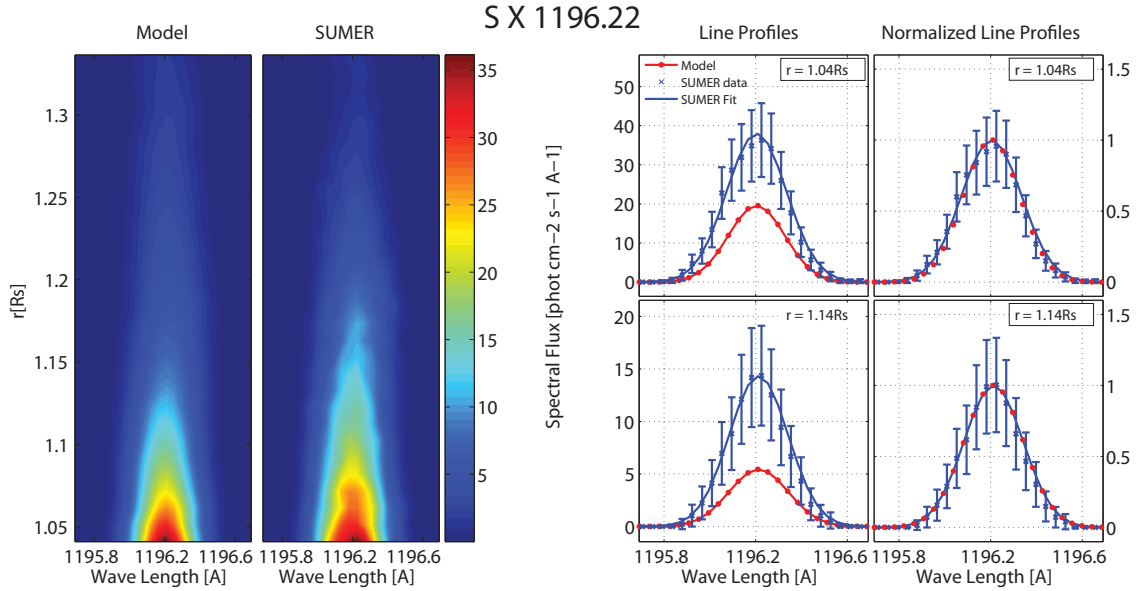 S X 1196.22
Model
SUMER
r[Rs]
1.3
1.25
1.2
1.15
1.1
1.05
1195.8 1196.2 1196.6
Wave Length [A]
1195.8 1196.2 1196.6
Wave Length [A]
35
30
25
20
15
10
5
Spectral Flux [phot cm−2 s−1 A−1]
Line Profiles
Model
SUMER data
SUMER Fit
r = 1.04Rs
50
40
30
20
10
0
Normalized Line Profiles
r = 1.04Rs
1.5
1
0.5
0
r = 1.14Rs
20
15
10
5
0
1195.8 1196.2 1196.6
Wave Length [A]
r = 1.14Rs
1.5
1
0.5
0
1195.8 1196.2 1196.6
Wave Length [A]